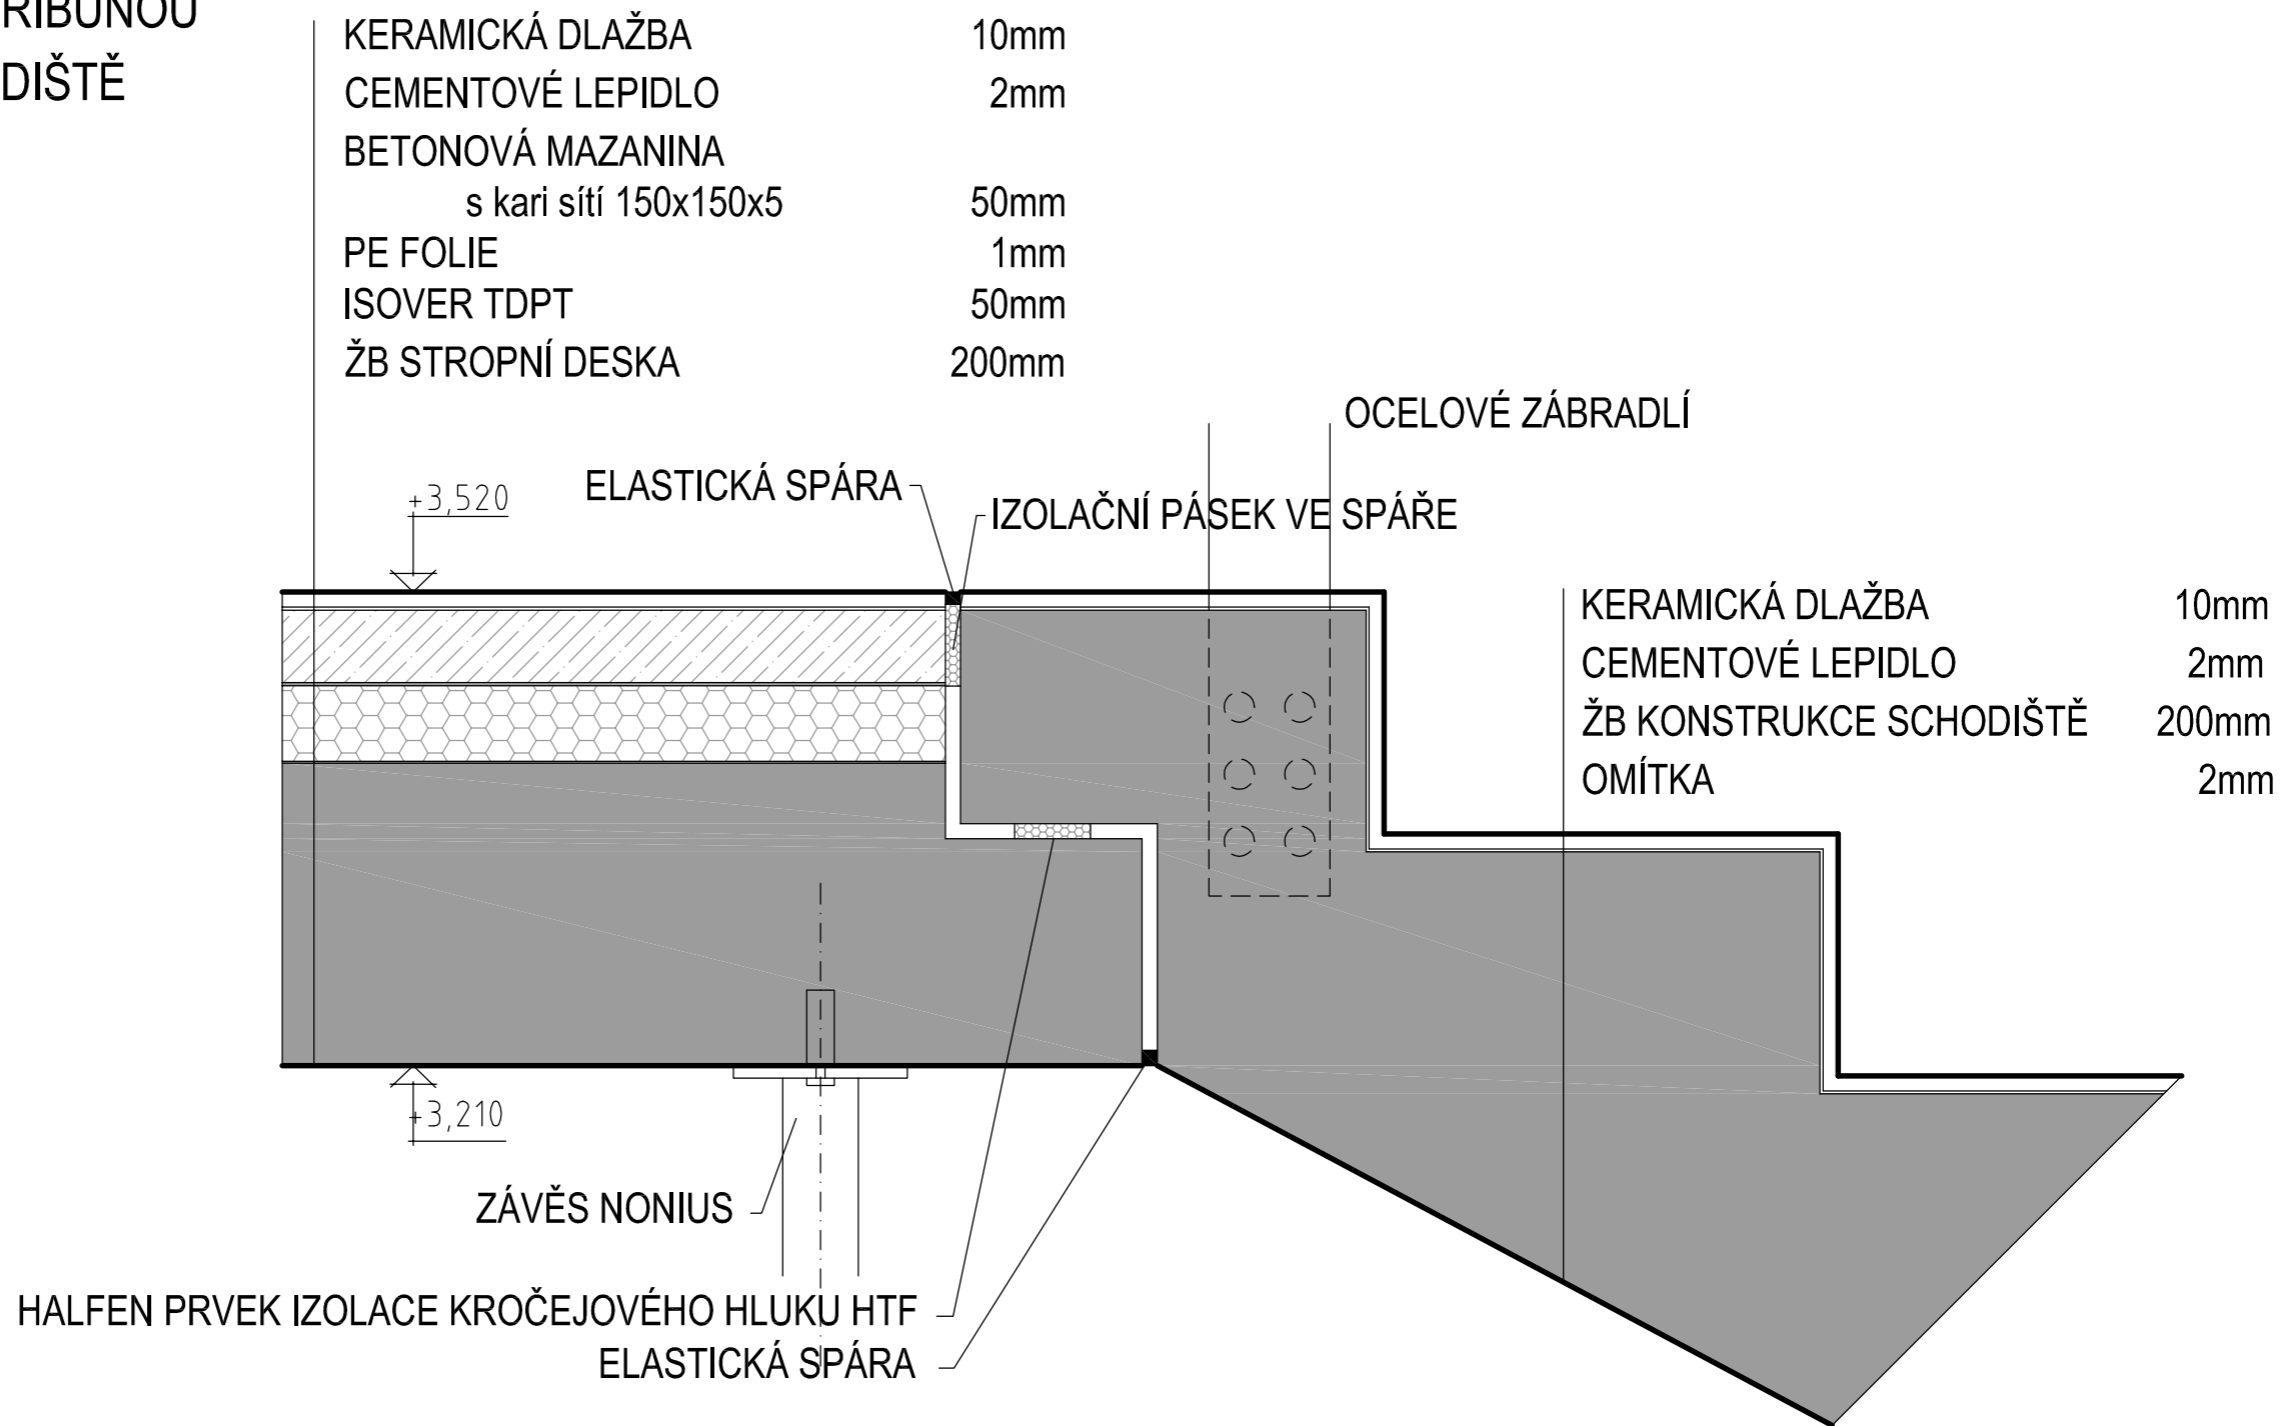 RIBUNOU
DIŠTĚ
KERAMICKÁ DLAŽBA 10mm
CEMENTOVÉ LEPIDLO 2mm
BETONOVÁ MAZANINA
s kari sítí 150x150x5 50mm
PE FOLIE 1mm
ISOVER TDPT 50mm
ŽB STROPNÍ DESKA 200mm
OCELOVÉ ZÁBRADLÍ
ELASTICKÁ SPÁRA
+3,520
IZOLAČNÍ PÁSEK VE SPÁŘE
KERAMICKÁ DLAŽBA 10mm
CEMENTOVÉ LEPIDLO 2mm
ŽB KONSTRUKCE SCHODIŠTĚ 200mm
OMÍTKA 2mm
+3,210
ZÁVĚS NONIUS
HALFEN PRVEK IZOLACE KROČEJOVÉHO HLUKU HTF
ELASTICKÁ SPÁRA